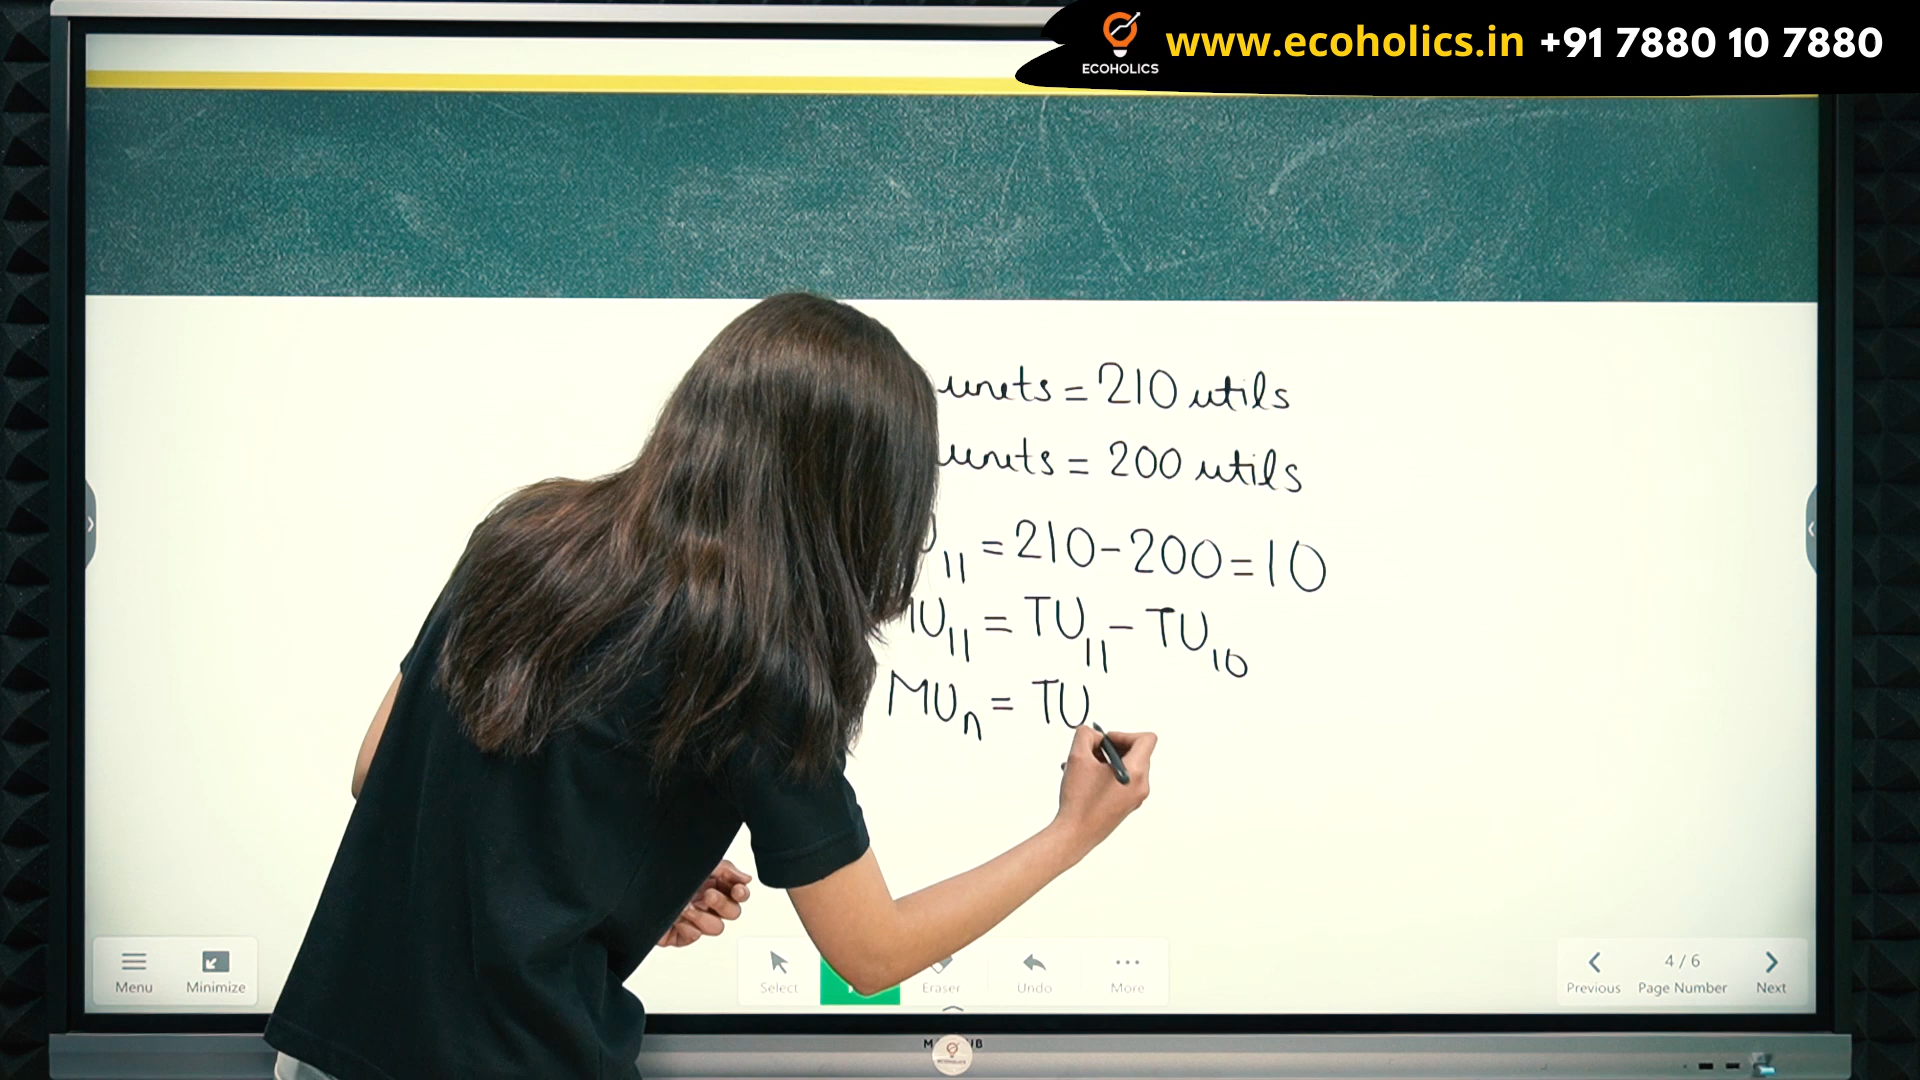 www.ecoholics.in +91 7880 10 7880
ECOHOLICS
units = 210 utils
units = 200 utils
11 = 210 - 200 = 10
MU11 = TU11 - TU10
MUn = TU
Menu
Minimize
Select
Eraser
Undo
More
Previous
4 / 6
Page Number
Next
ECOHOLICS